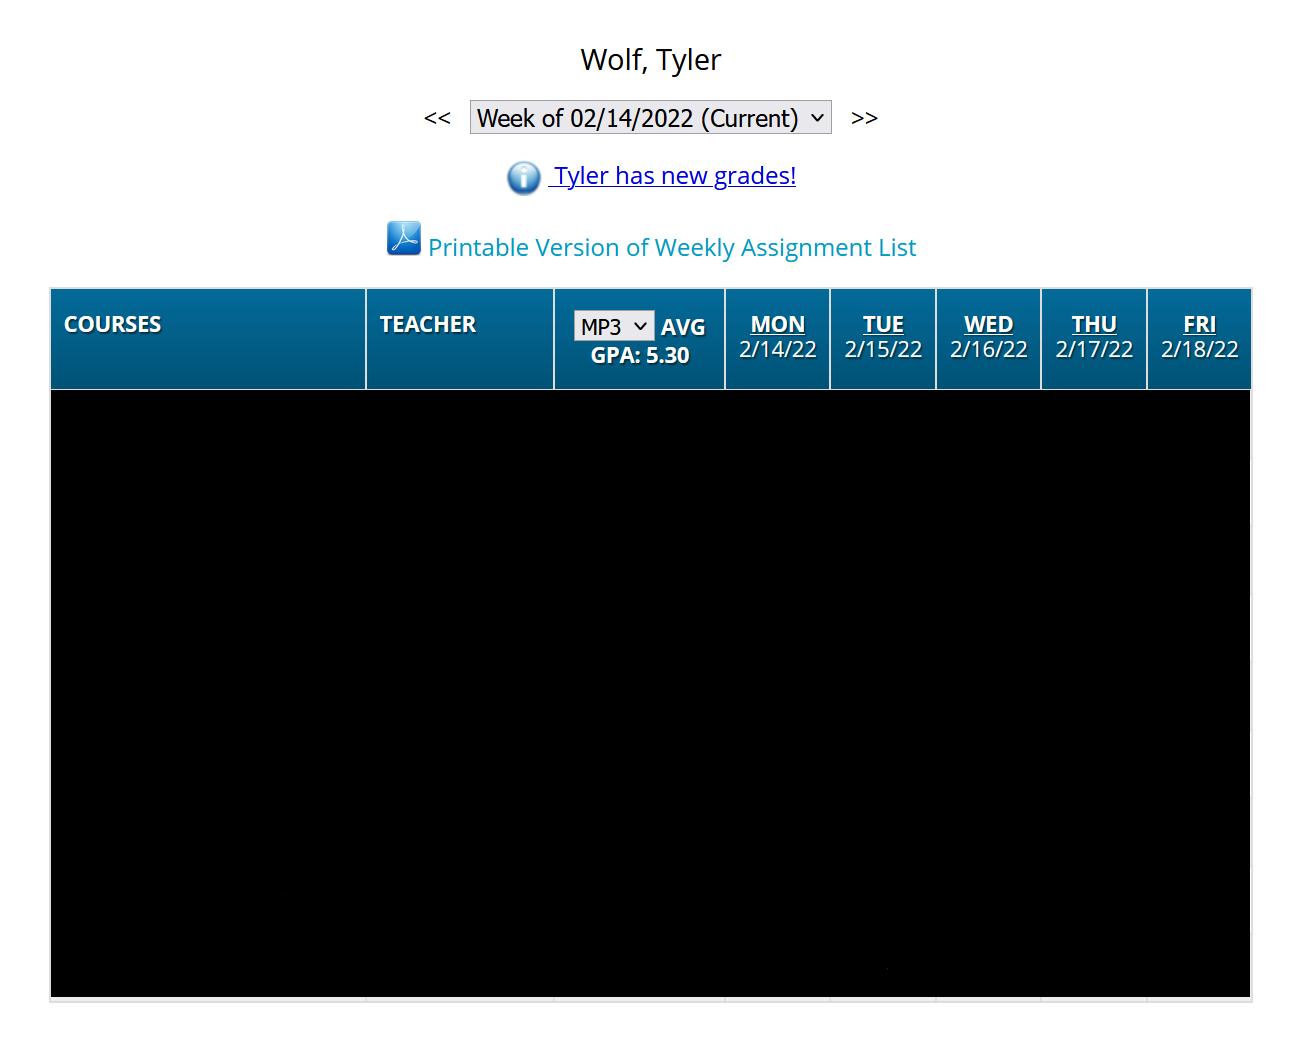 Wolf, Tyler
<< Week of 02/14/2022 (Current) >>
Tyler has new grades!
Printable Version of Weekly Assignment List
COURSES TEACHER MP3 AVG MON TUE WED THU FRI
GPA: 5.30 2/14/22 2/15/22 2/16/22 2/17/22 2/18/22